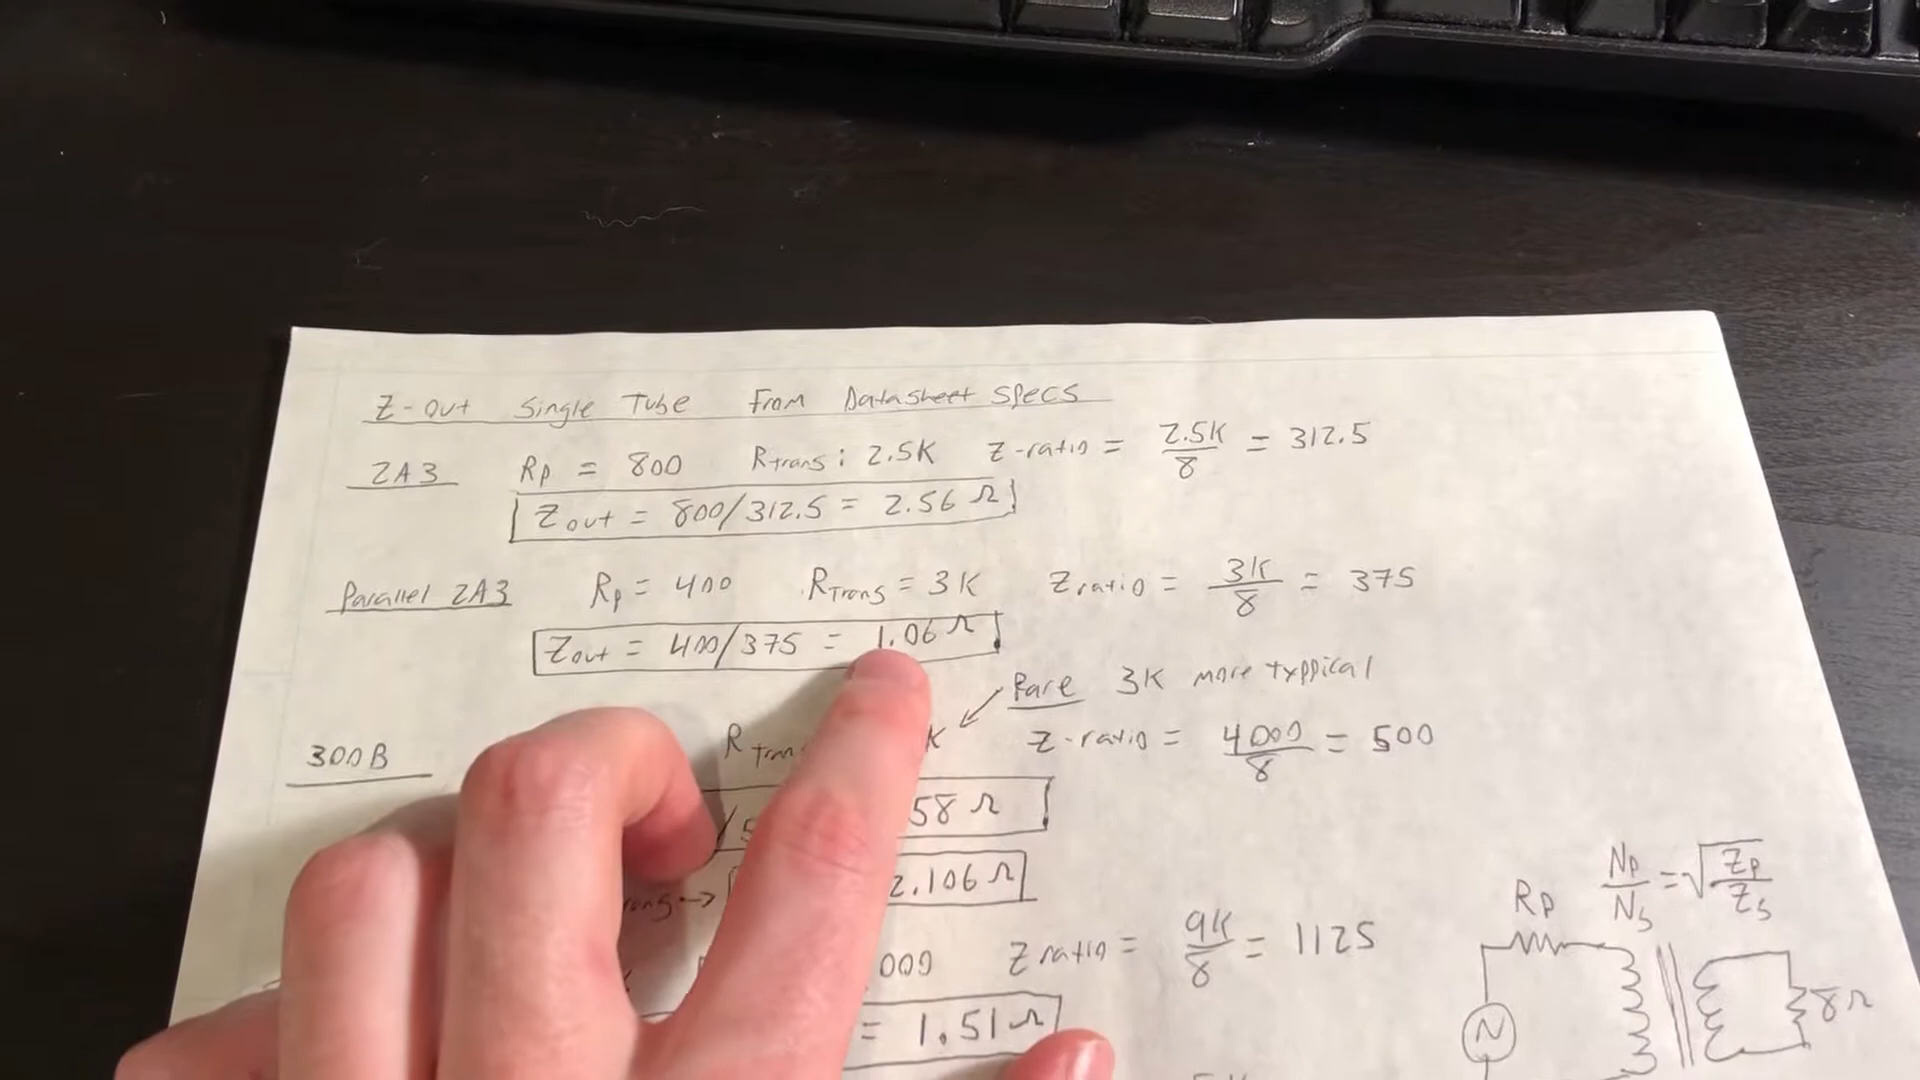 Z-out Single Tube From Datasheet Specs
2A3 Rp = 800 Rtrans: 2.5K Z-ratio = 2.5K/8 = 312.5
Zout = 800/312.5 = 2.56 Ω
Parallel 2A3 Rp = 400 RTrans = 3K Zratio = 3K/8 = 375
Zout = 400/375 = 1.06 Ω
Rare 3K more typpical
300B R Tran K Z-ratio = 4000/8 = 500
58 Ω
2.106 Ω
000 Z ratio = 9K/8 = 1125
= 1.51 Ω
Np/Ns = √Zp/Zs
Rp
8Ω